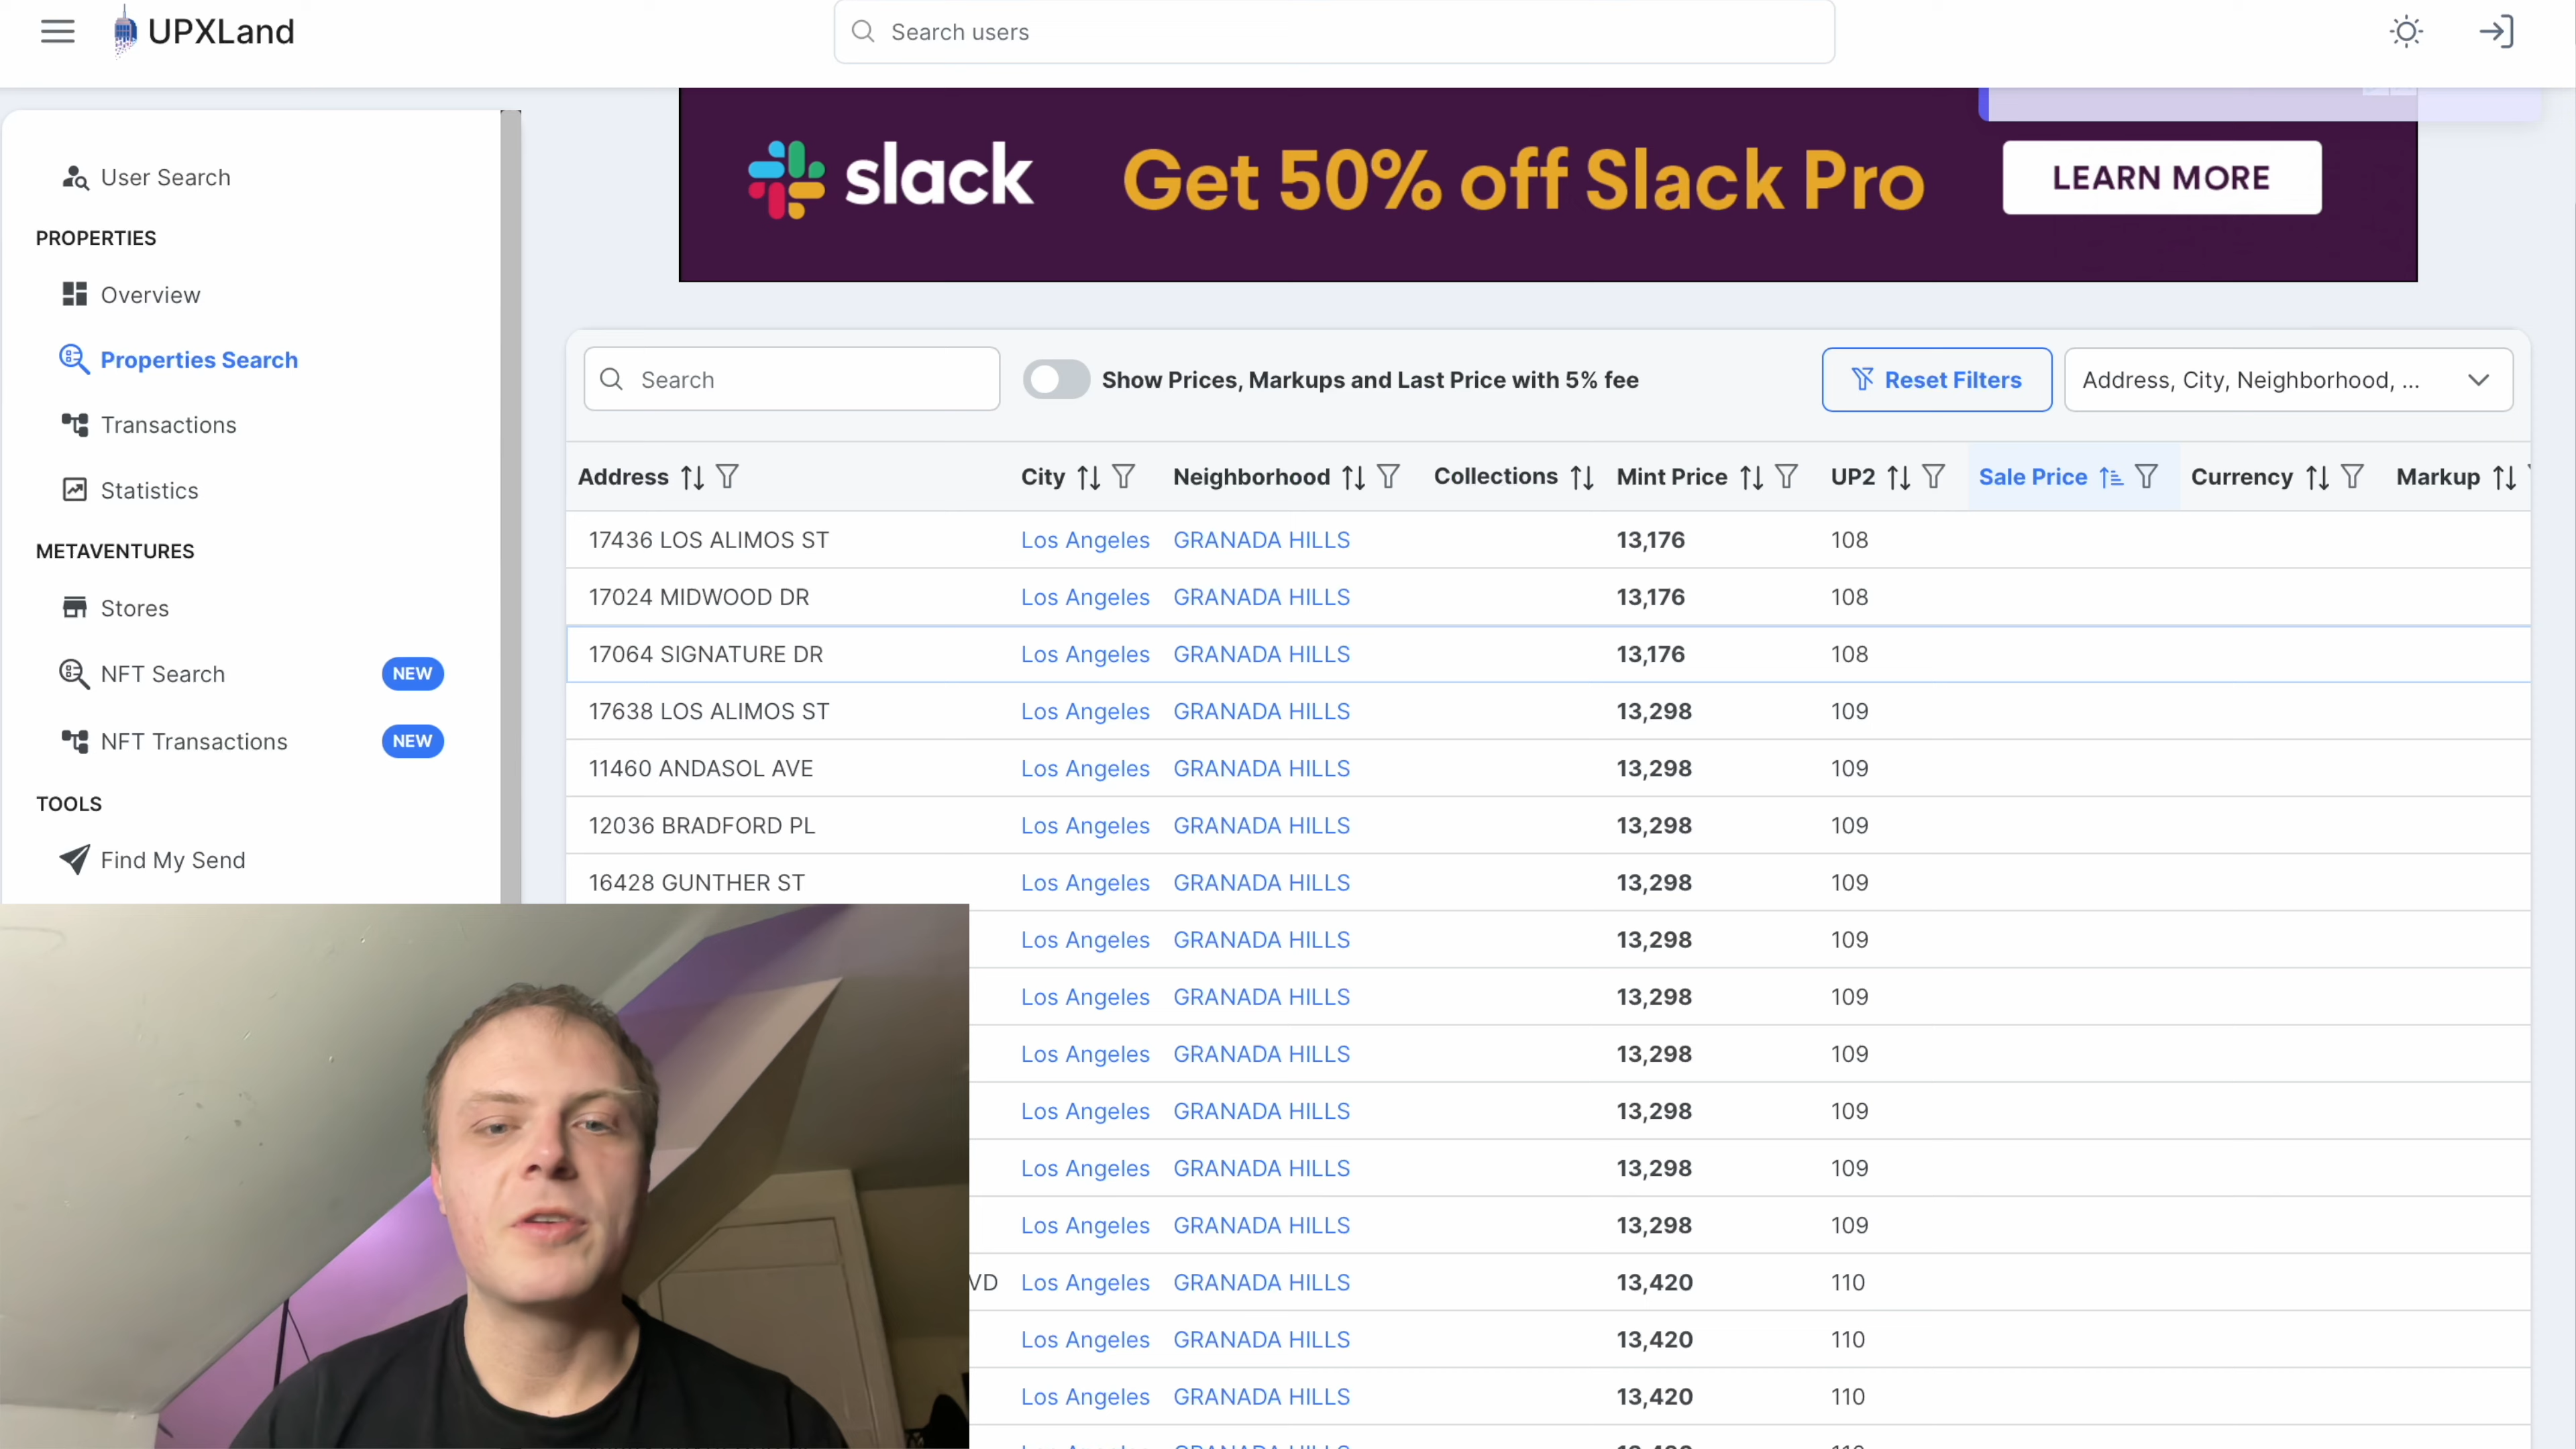 UPXLand
Search users
User Search
PROPERTIES
Overview
Properties Search
Transactions
Statistics
METAVENTURES
Stores
NFT Search NEW
NFT Transactions NEW
TOOLS
Find My Send
slack Get 50% off Slack Pro LEARN MORE
Search Show Prices, Markups and Last Price with 5% fee Reset Filters Address, City, Neighborhood, ...
Address City Neighborhood Collections Mint Price UP2 Sale Price Currency Markup
17436 LOS ALIMOS ST Los Angeles GRANADA HILLS 13,176 108
17024 MIDWOOD DR Los Angeles GRANADA HILLS 13,176 108
17064 SIGNATURE DR Los Angeles GRANADA HILLS 13,176 108
17638 LOS ALIMOS ST Los Angeles GRANADA HILLS 13,298 109
11460 ANDASOL AVE Los Angeles GRANADA HILLS 13,298 109
12036 BRADFORD PL Los Angeles GRANADA HILLS 13,298 109
16428 GUNTHER ST Los Angeles GRANADA HILLS 13,298 109
Los Angeles GRANADA HILLS 13,298 109
Los Angeles GRANADA HILLS 13,298 109
Los Angeles GRANADA HILLS 13,298 109
Los Angeles GRANADA HILLS 13,298 109
Los Angeles GRANADA HILLS 13,298 109
Los Angeles GRANADA HILLS 13,298 109
VD Los Angeles GRANADA HILLS 13,420 110
Los Angeles GRANADA HILLS 13,420 110
Los Angeles GRANADA HILLS 13,420 110